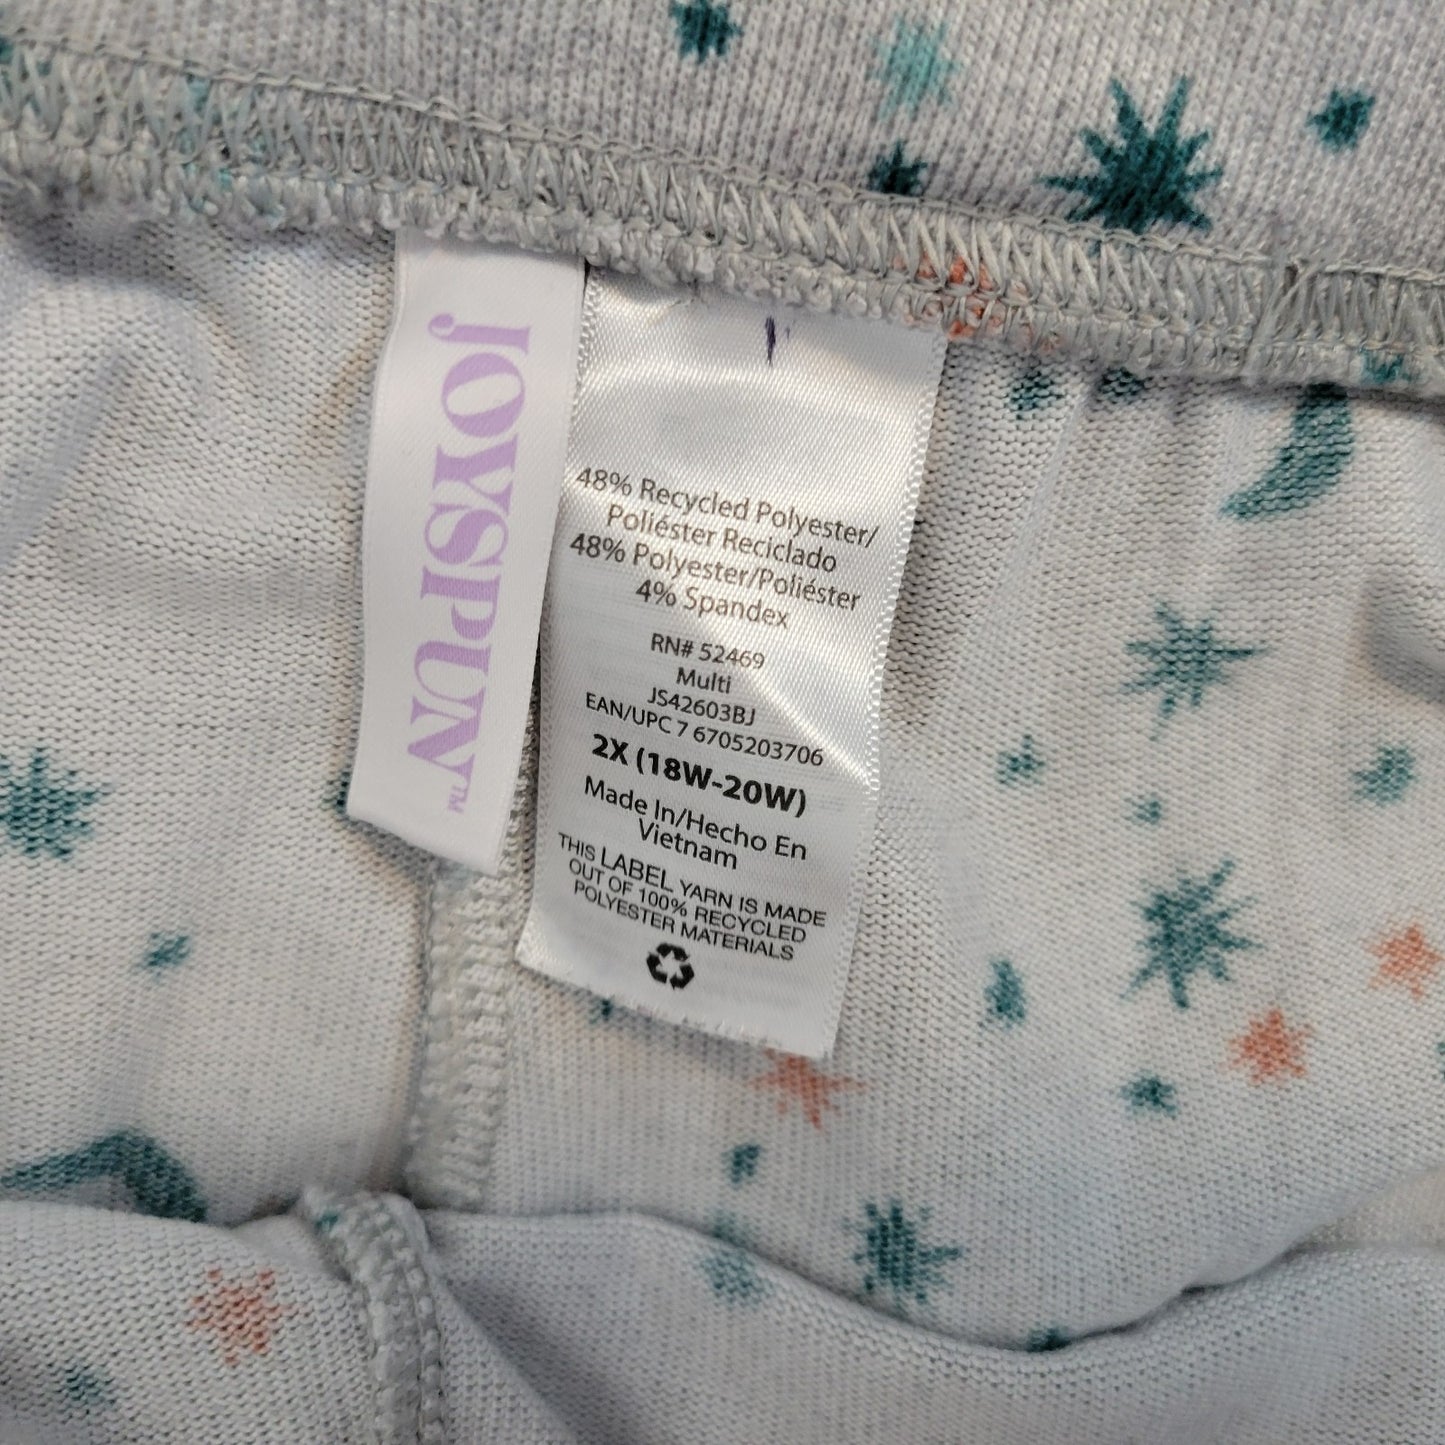 JOYSPUN™
48% Recycled Polyester/
Poliéster Reciclado
48% Polyester/Poliéster
4% Spandex
RN# 52469
Multi
JS42603BJ
EAN/UPC 7 6705203706
2X (18W-20W)
Made In/Hecho En
Vietnam
THIS LABEL YARN IS MADE
OUT OF 100% RECYCLED
POLYESTER MATERIALS